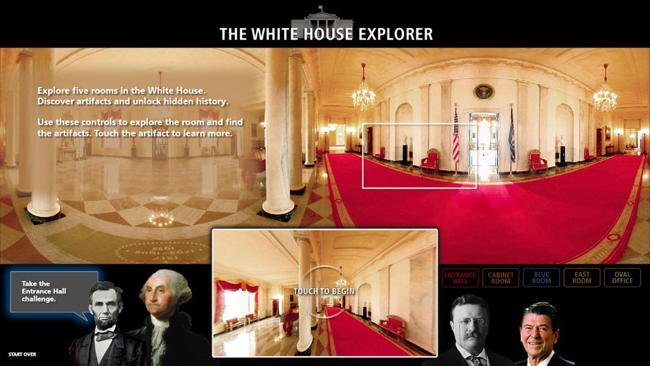 THE WHITE HOUSE EXPLORER
Explore five rooms in the White House.
Discover artifacts and unlock hidden history.
Use these controls to explore the room and find
the artifacts. Touch the artifact to learn more.
Take the
Entrance Hall
challenge.
TOUCH TO BEGIN
ENTRANCE
HALL
CABINET
ROOM
BLUE
ROOM
EAST
ROOM
OVAL
OFFICE
START OVER